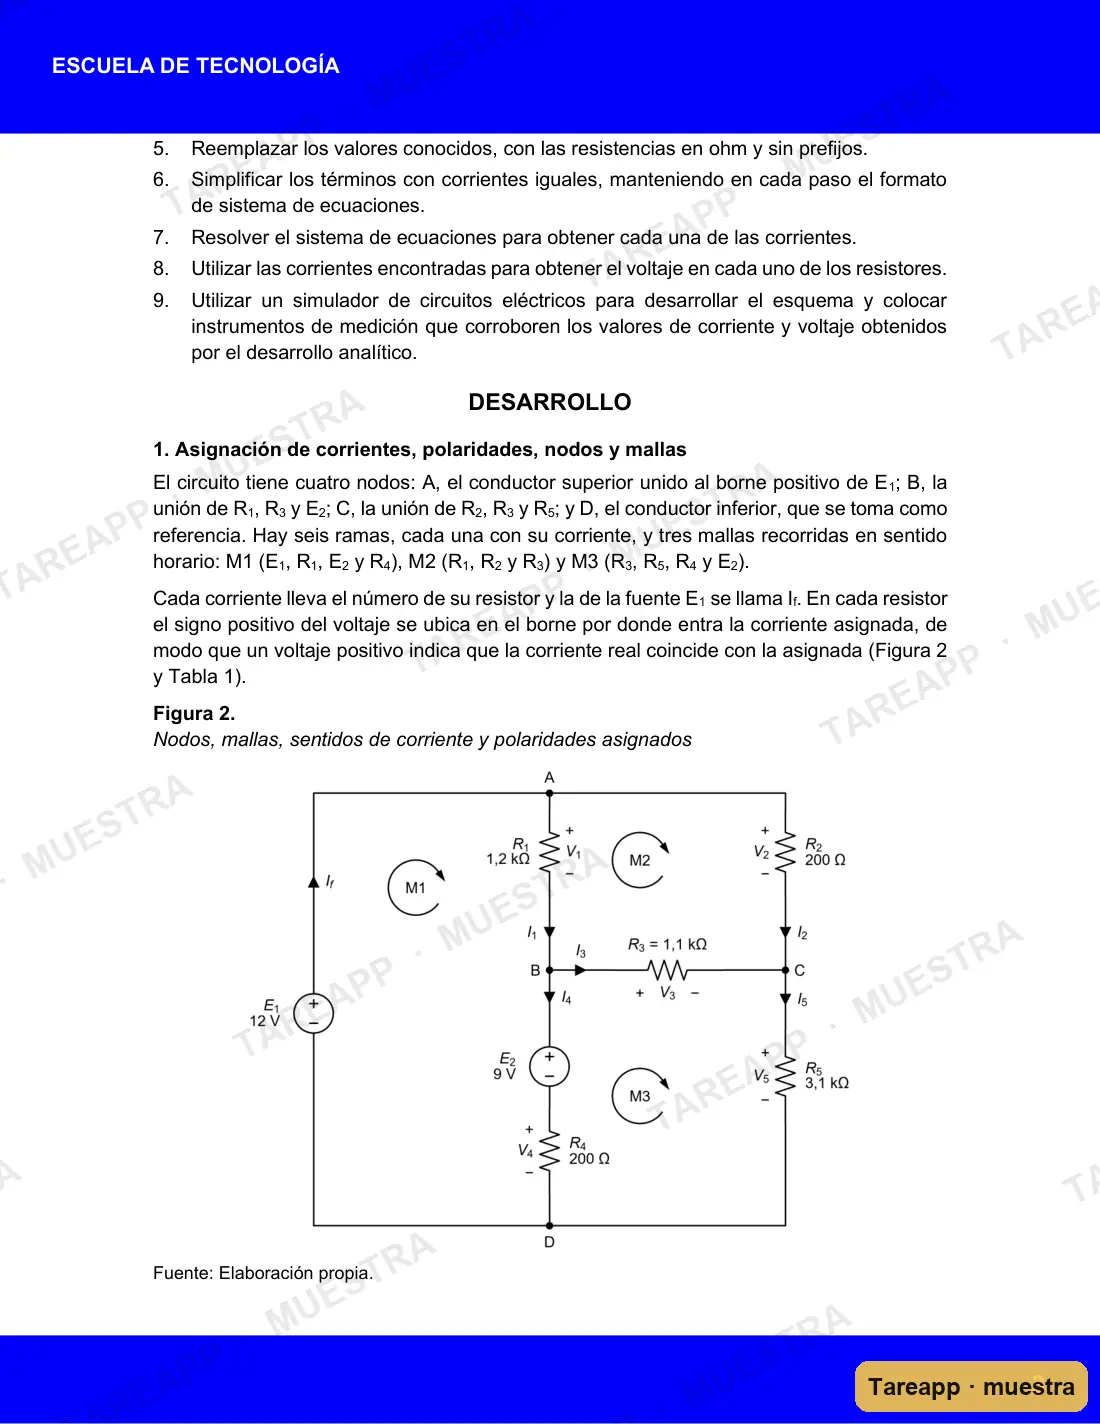 ESCUELA DE TECNOLOGÍA
5. Reemplazar los valores conocidos, con las resistencias en ohm y sin prefijos.
6. Simplificar los términos con corrientes iguales, manteniendo en cada paso el formato
de sistema de ecuaciones.
7. Resolver el sistema de ecuaciones para obtener cada una de las corrientes.
8. Utilizar las corrientes encontradas para obtener el voltaje en cada uno de los resistores.
9. Utilizar un simulador de circuitos eléctricos para desarrollar el esquema y colocar
instrumentos de medición que corroboren los valores de corriente y voltaje obtenidos
por el desarrollo analítico.
DESARROLLO
1. Asignación de corrientes, polaridades, nodos y mallas
El circuito tiene cuatro nodos: A, el conductor superior unido al borne positivo de E₁; B, la
unión de R₁, R₃ y E₂; C, la unión de R₂, R₃ y R₅; y D, el conductor inferior, que se toma como
referencia. Hay seis ramas, cada una con su corriente, y tres mallas recorridas en sentido
horario: M1 (E₁, R₁, E₂ y R₄), M2 (R₁, R₂ y R₃) y M3 (R₃, R₅, R₄ y E₂).
Cada corriente lleva el número de su resistor y la de la fuente E₁ se llama If. En cada resistor
el signo positivo del voltaje se ubica en el borne por donde entra la corriente asignada, de
modo que un voltaje positivo indica que la corriente real coincide con la asignada (Figura 2
y Tabla 1).
Figura 2.
Nodos, mallas, sentidos de corriente y polaridades asignados
A
R₁
1,2 kΩ
+
V₁
−
M2
+
V₂
−
R₂
200 Ω
If
M1
I₁
I₃
R₃ = 1,1 kΩ
I₂
B
C
+ V₃ −
I₄
I₅
E₁
12 V
+
−
E₂
9 V
+
−
M3
+
V₅
−
R₅
3,1 kΩ
+
V₄
−
R₄
200 Ω
D
Fuente: Elaboración propia.
Tareapp · muestra
TAREAPP · MUESTRA